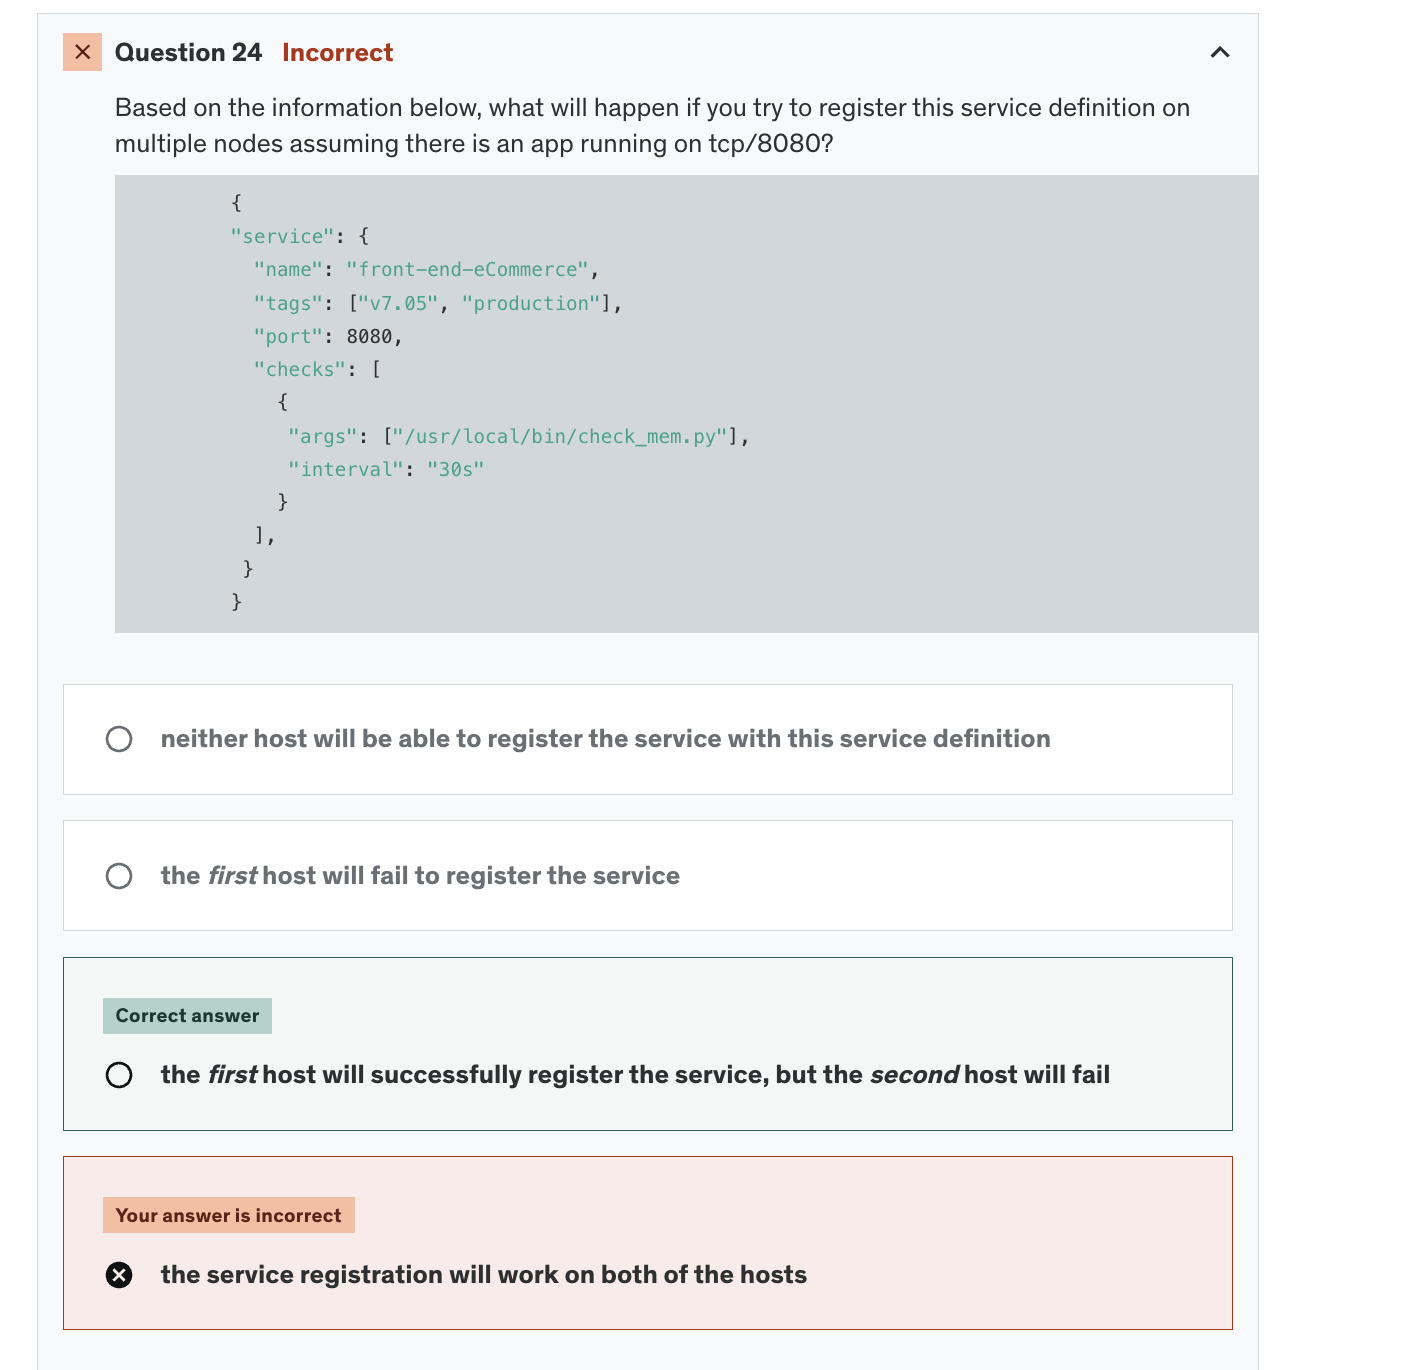 Question 24 Incorrect
Based on the information below, what will happen if you try to register this service definition on
multiple nodes assuming there is an app running on tcp/8080?
{
"service": {
"name": "front-end-eCommerce",
"tags": ["v7.05", "production"],
"port": 8080,
"checks": [
{
"args": ["/usr/local/bin/check_mem.py"],
"interval": "30s"
}
],
}
}
neither host will be able to register the service with this service definition
the first host will fail to register the service
Correct answer
the first host will successfully register the service, but the second host will fail
Your answer is incorrect
the service registration will work on both of the hosts